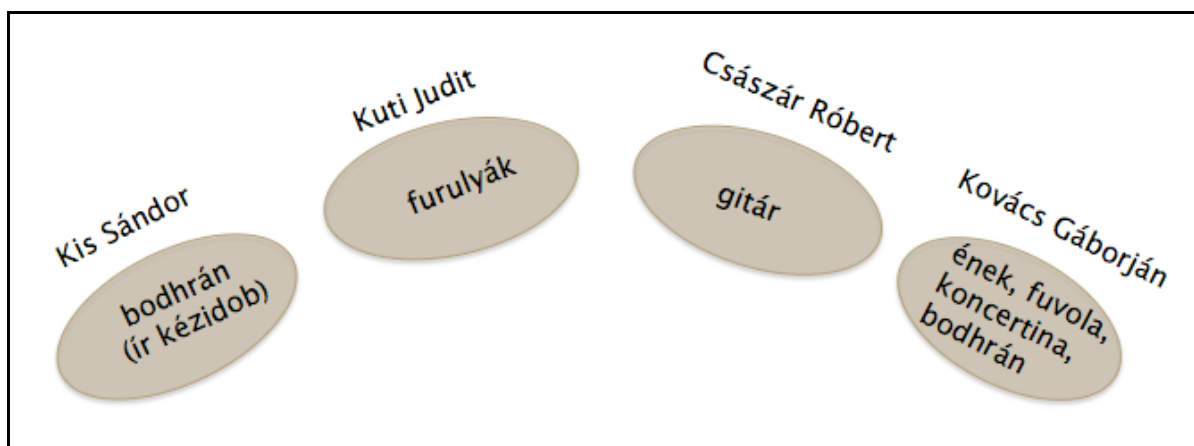 Kis Sándor
bodhrán
(ír kézidob)
Kuti Judit
furulyák
Császár Róbert
gitár
Kovács Gáborján
ének, fuvola,
koncertina,
bodhrán